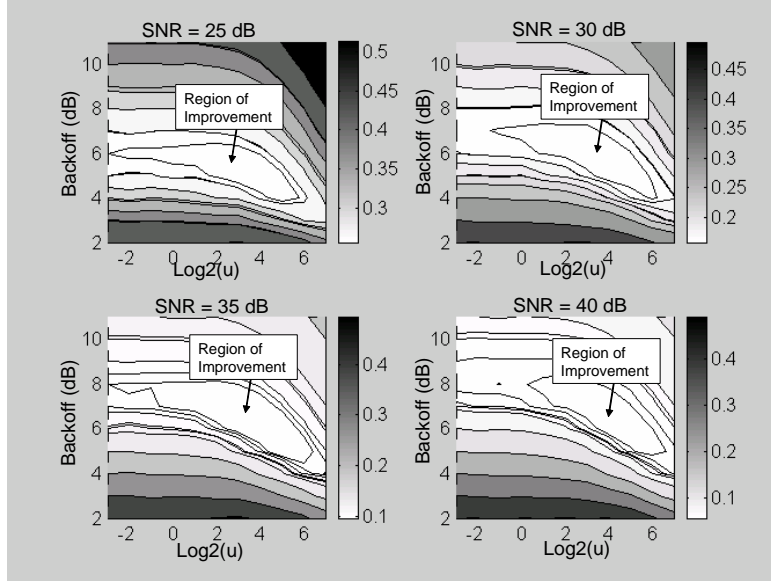 SNR = 25 dB
0.5
0.45
0.4
0.35
0.3
10
8
6
4
2
Backoff (dB)
Region of
Improvement
-2 0 2 4 6
Log2(u)
SNR = 30 dB
0.45
0.4
0.35
0.3
0.25
0.2
10
8
6
4
2
Backoff (dB)
Region of
Improvement
-2 0 2 4 6
Log2(u)
SNR = 35 dB
0.4
0.3
0.2
0.1
10
8
6
4
2
Backoff (dB)
Region of
Improvement
-2 0 2 4 6
Log2(u)
SNR = 40 dB
0.4
0.3
0.2
0.1
10
8
6
4
2
Backoff (dB)
Region of
Improvement
-2 0 2 4 6
Log2(u)